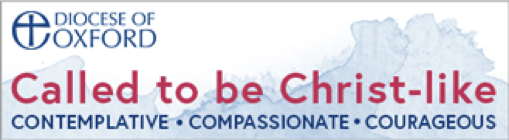 DIOCESE OF
OXFORD
Called to be Christ-like
CONTEMPLATIVE • COMPASSIONATE • COURAGEOUS